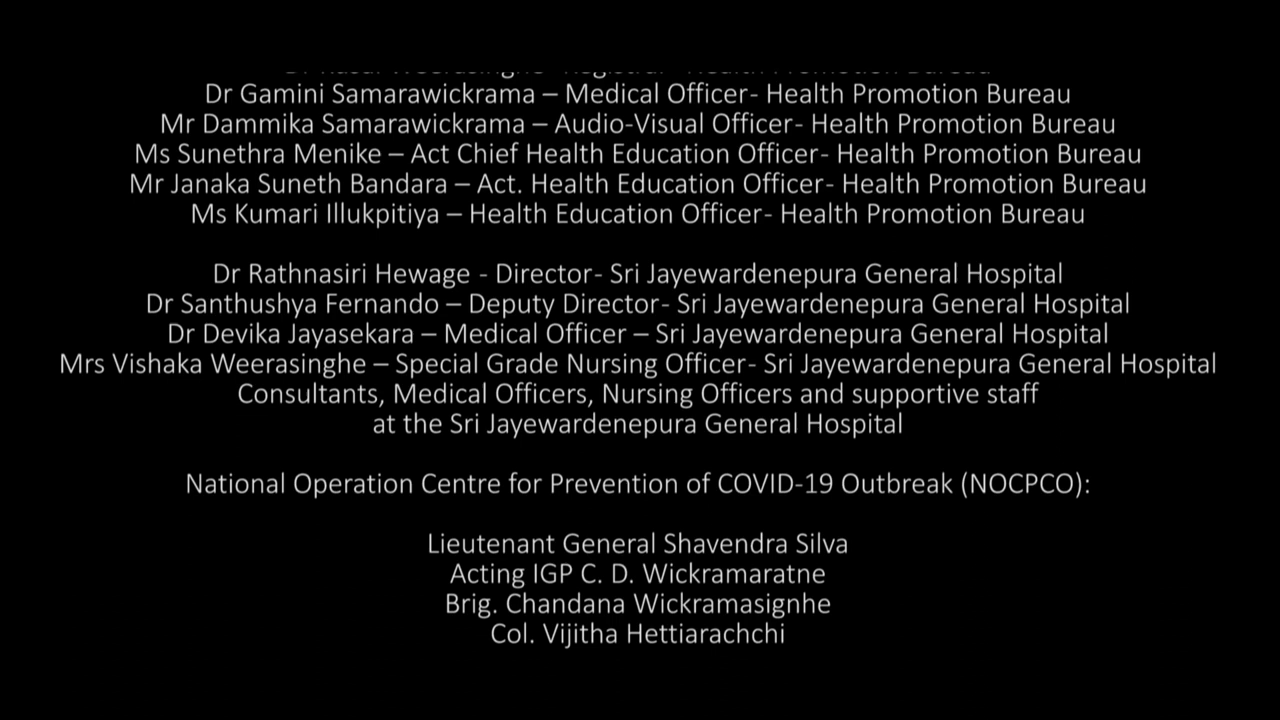 Health Promotion Bureau
Dr Gamini Samarawickrama – Medical Officer- Health Promotion Bureau
Mr Dammika Samarawickrama – Audio-Visual Officer- Health Promotion Bureau
Ms Sunethra Menike – Act Chief Health Education Officer- Health Promotion Bureau
Mr Janaka Suneth Bandara – Act. Health Education Officer- Health Promotion Bureau
Ms Kumari Illukpitiya – Health Education Officer- Health Promotion Bureau
Dr Rathnasiri Hewage - Director- Sri Jayewardenepura General Hospital
Dr Santhushya Fernando – Deputy Director- Sri Jayewardenepura General Hospital
Dr Devika Jayasekara – Medical Officer – Sri Jayewardenepura General Hospital
Mrs Vishaka Weerasinghe – Special Grade Nursing Officer- Sri Jayewardenepura General Hospital
Consultants, Medical Officers, Nursing Officers and supportive staff
at the Sri Jayewardenepura General Hospital
National Operation Centre for Prevention of COVID-19 Outbreak (NOCPCO):
Lieutenant General Shavendra Silva
Acting IGP C. D. Wickramaratne
Brig. Chandana Wickramasignhe
Col. Vijitha Hettiarachchi